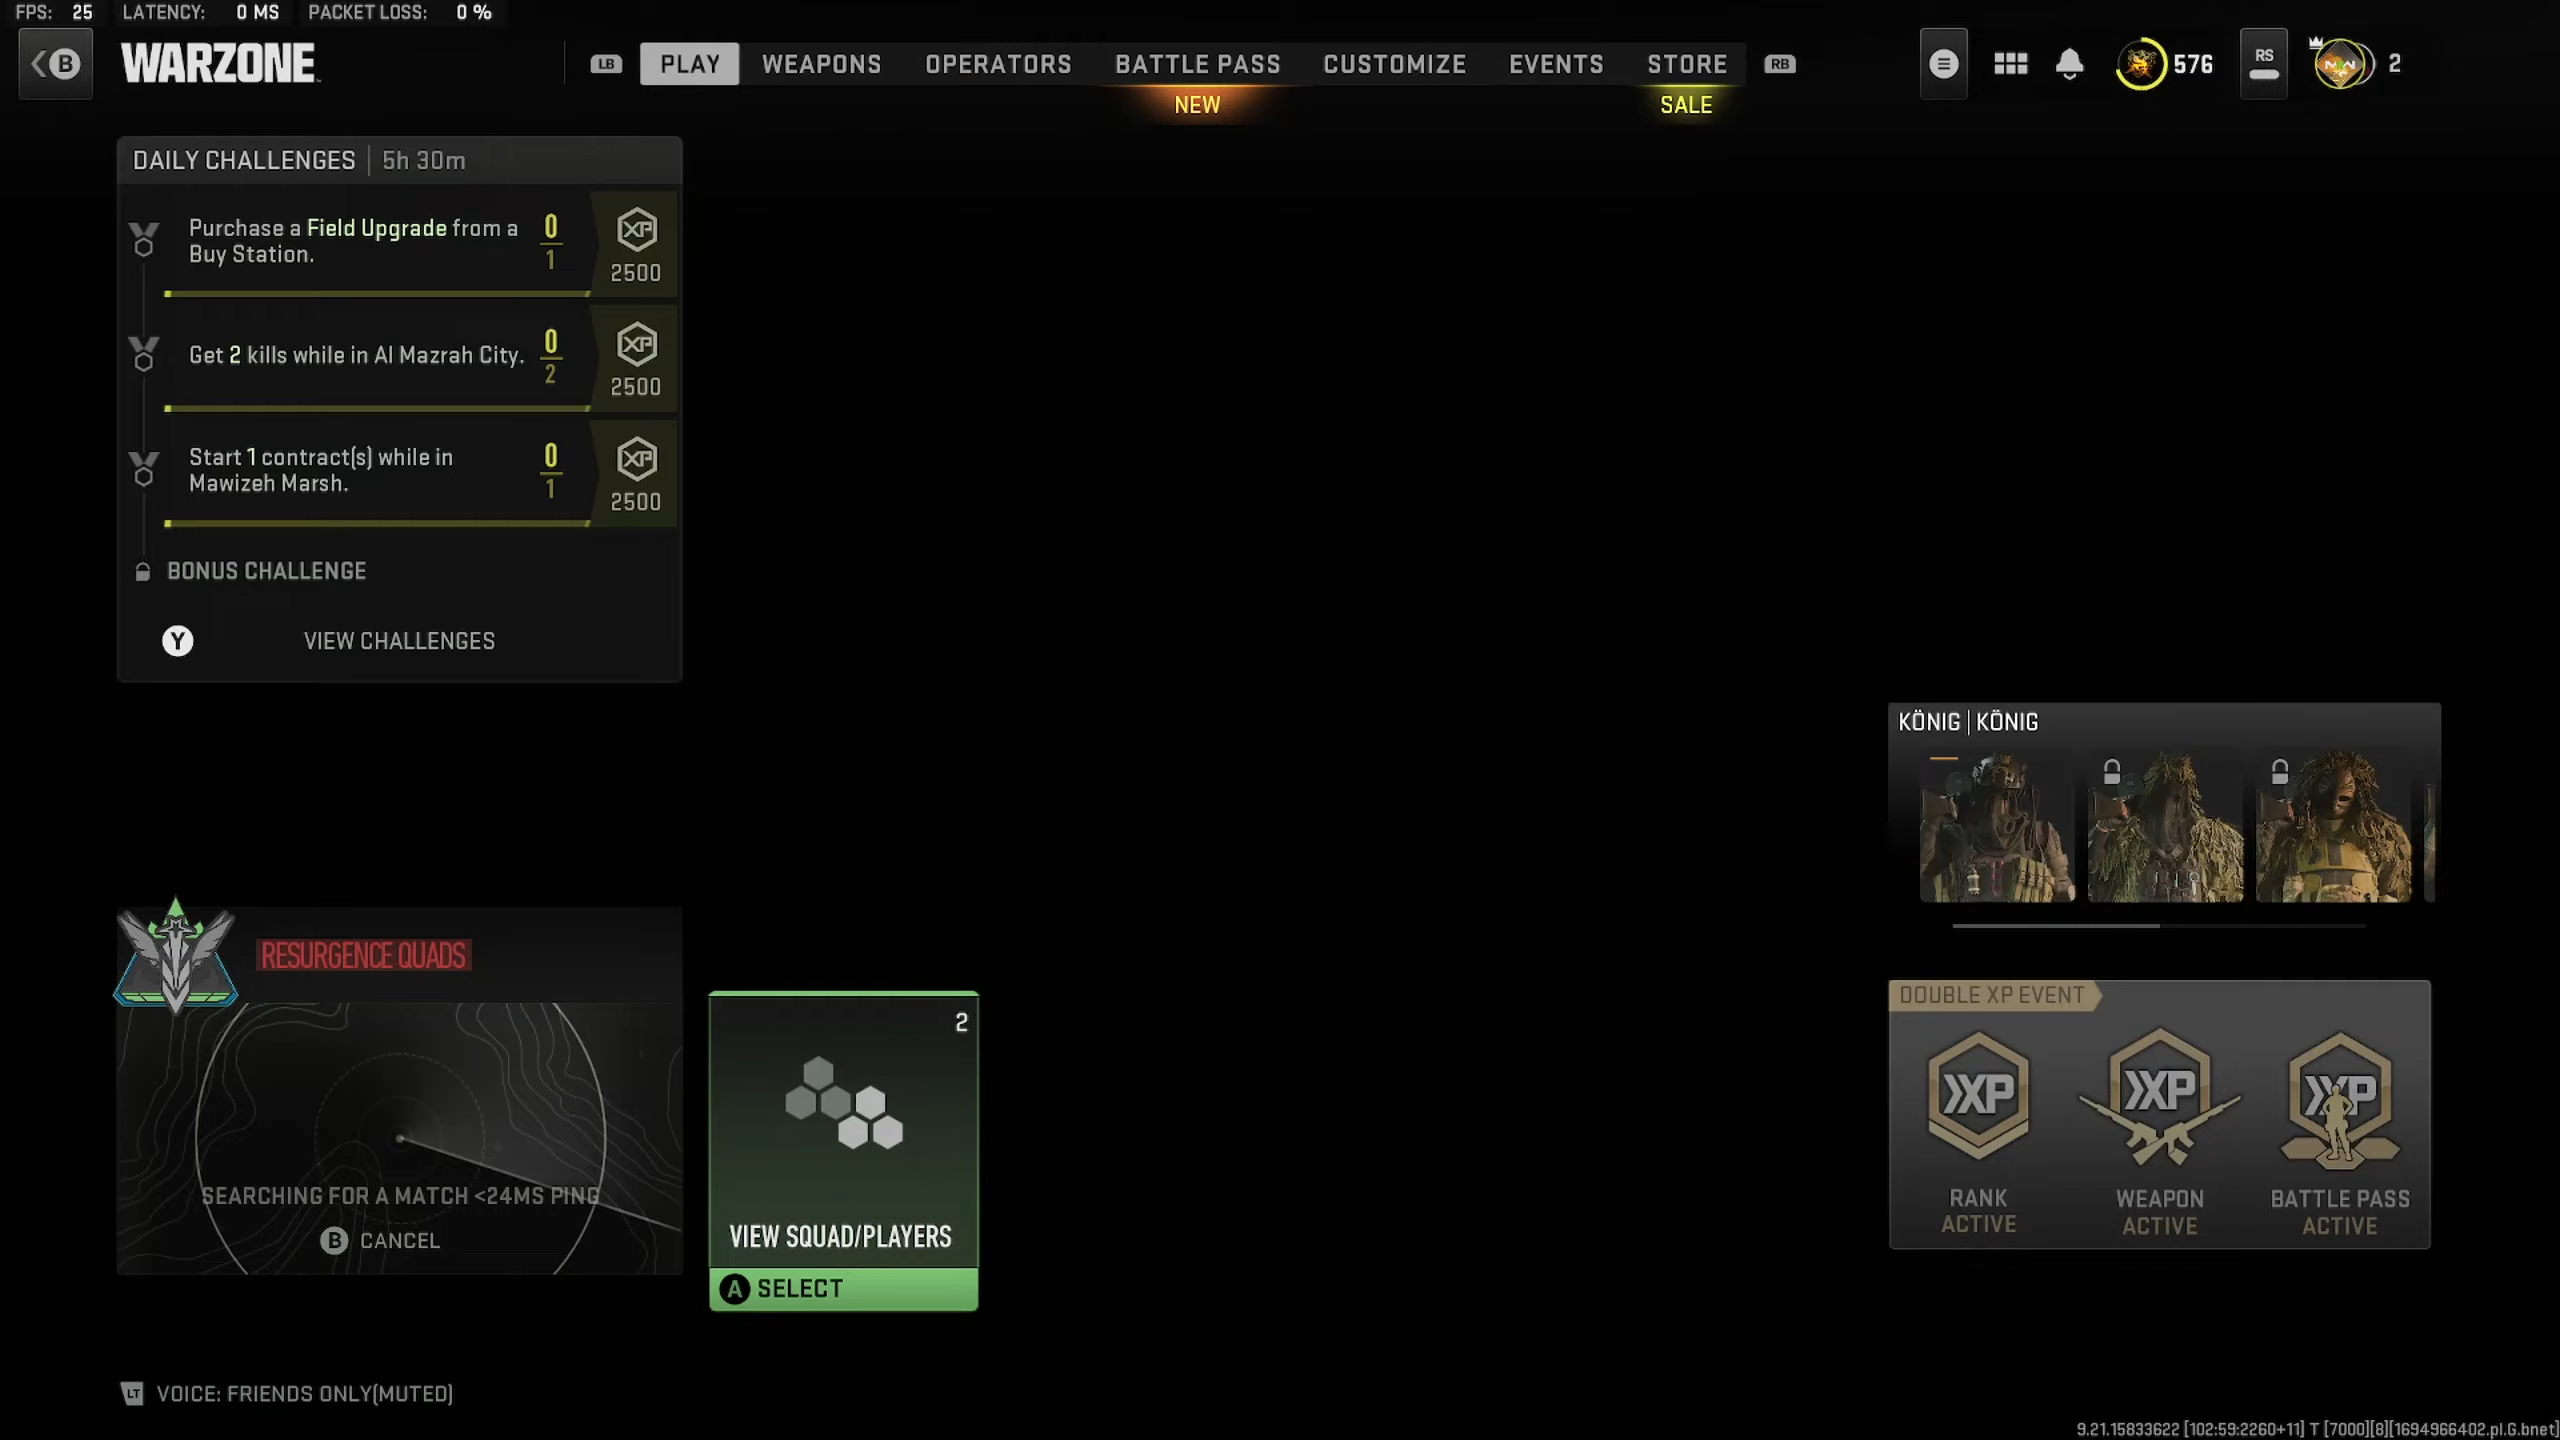 FPS: 25 LATENCY: 0 MS PACKET LOSS: 0 %
B WARZONE LB PLAY WEAPONS OPERATORS BATTLE PASS CUSTOMIZE EVENTS STORE RB 576 RS 2
NEW SALE
DAILY CHALLENGES | 5h 30m
Purchase a Field Upgrade from a
Buy Station.
0
1
XP
2500
Get 2 kills while in Al Mazrah City.
0
2
XP
2500
Start 1 contract(s) while in
Mawizeh Marsh.
0
1
XP
2500
BONUS CHALLENGE
Y VIEW CHALLENGES
KÖNIG | KÖNIG
RESURGENCE QUADS
SEARCHING FOR A MATCH <24MS PING
B CANCEL
2
VIEW SQUAD/PLAYERS
A SELECT
DOUBLE XP EVENT
XP XP XP
RANK
ACTIVE
WEAPON
ACTIVE
BATTLE PASS
ACTIVE
LT VOICE: FRIENDS ONLY(MUTED)
9.21.15833622 [102:59:2260+11] T [7000][8][1694966402.pl.G.bnet]